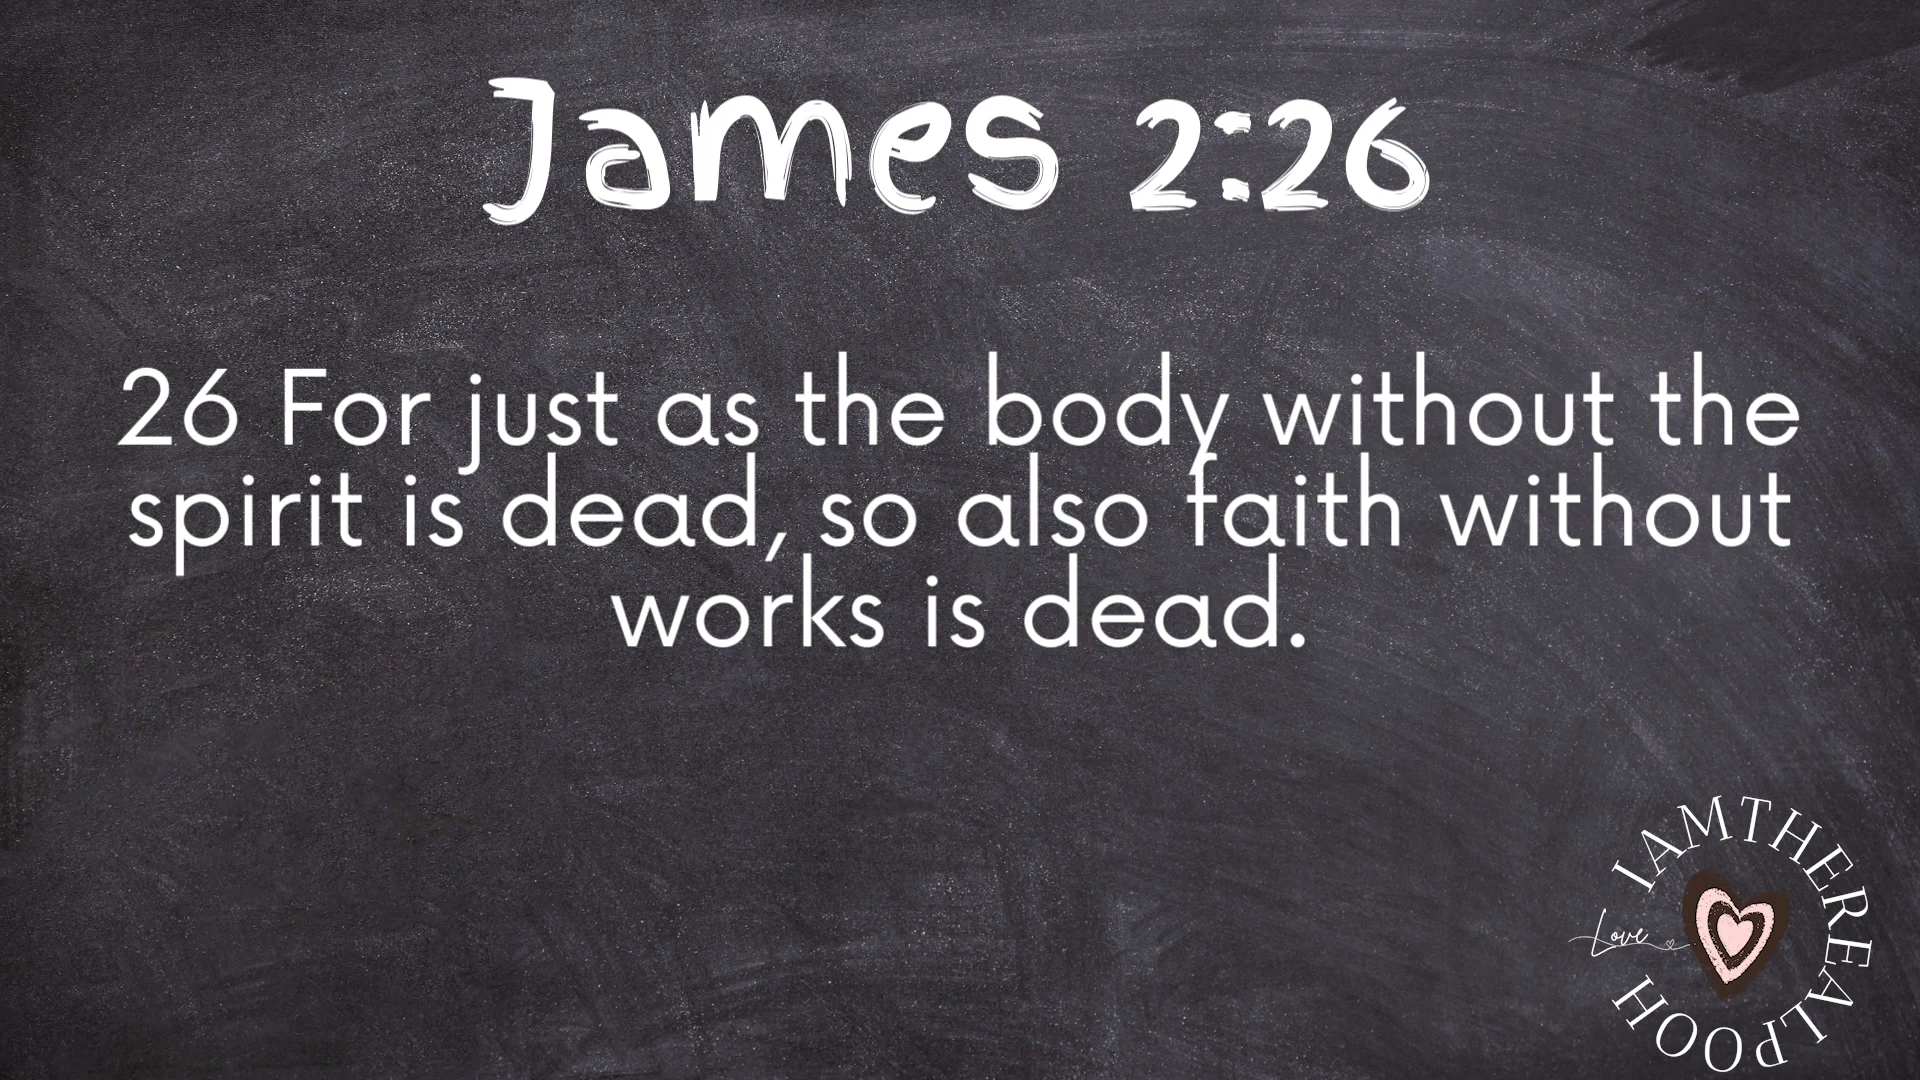 James 2:26
26 For just as the body without the
spirit is dead, so also faith without
works is dead.
IAMTHEREALPOOH
Love